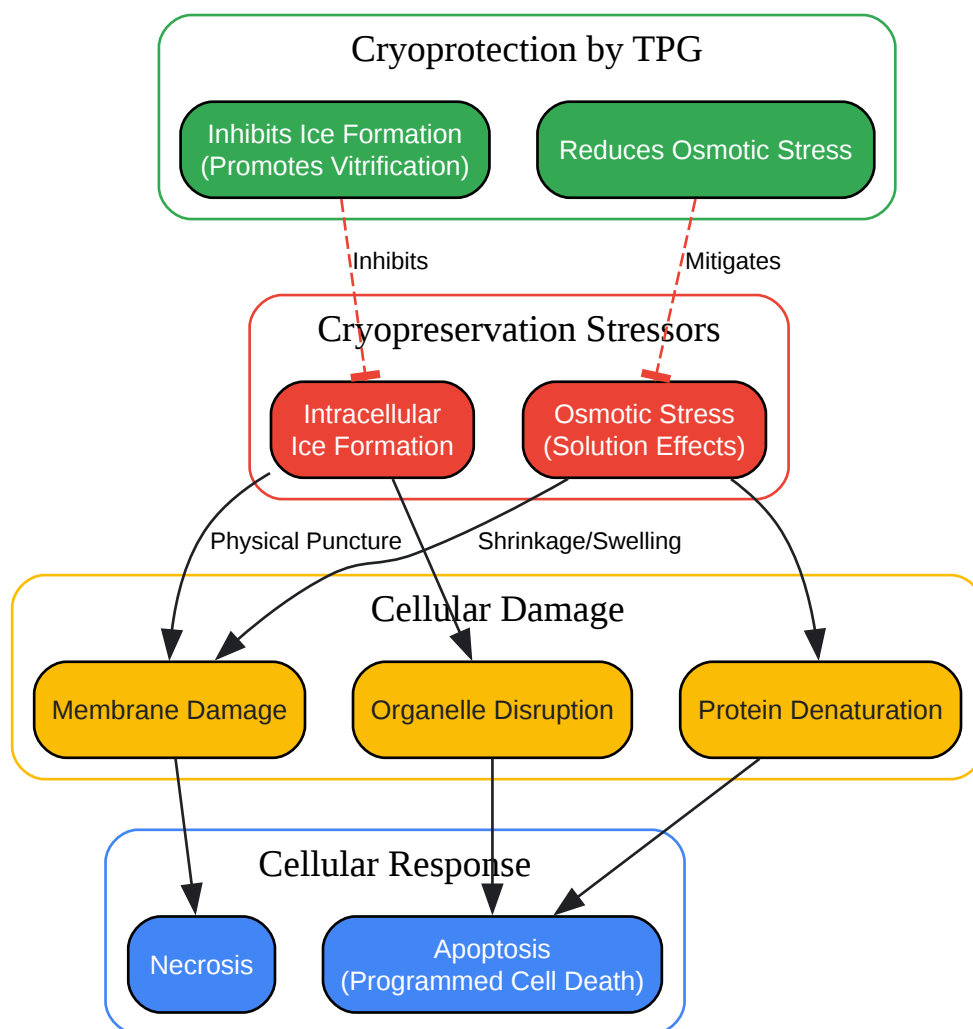 Cryoprotection by TPG
Inhibits Ice Formation
(Promotes Vitrification)
Reduces Osmotic Stress
Inhibits
Mitigates
Cryopreservation Stressors
Intracellular
Ice Formation
Osmotic Stress
(Solution Effects)
Physical Puncture
Shrinkage/Swelling
Cellular Damage
Membrane Damage
Organelle Disruption
Protein Denaturation
Cellular Response
Necrosis
Apoptosis
(Programmed Cell Death)